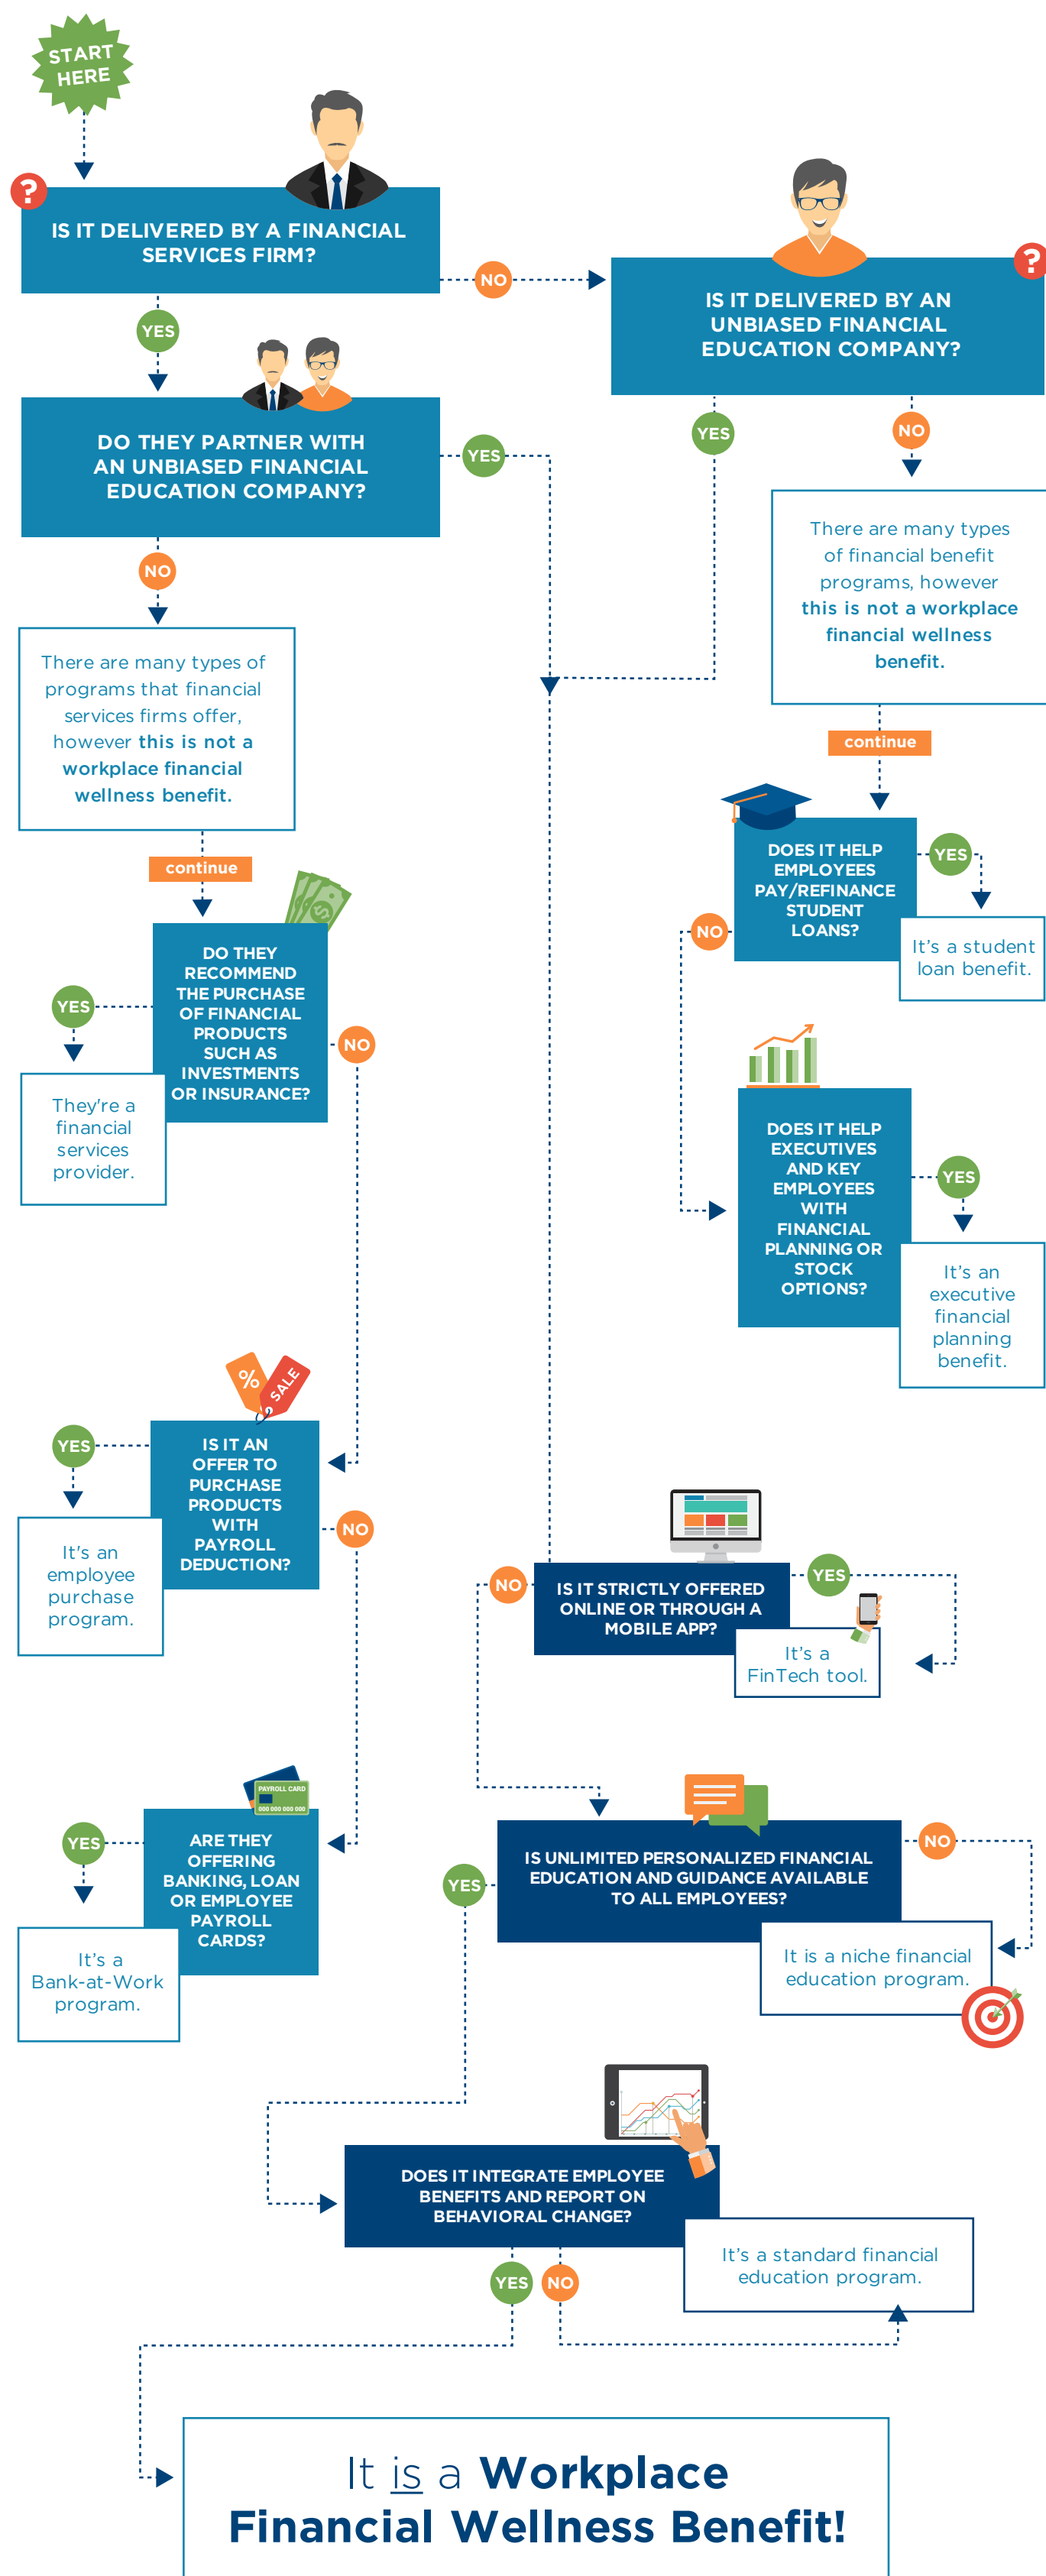 START
HERE
?
IS IT DELIVERED BY A FINANCIAL
SERVICES FIRM?
NO
YES
?
IS IT DELIVERED BY AN
UNBIASED FINANCIAL
EDUCATION COMPANY?
DO THEY PARTNER WITH
AN UNBIASED FINANCIAL
EDUCATION COMPANY?
YES
YES
NO
NO
There are many types
of financial benefit
programs, however
this is not a workplace
financial wellness
benefit.
continue
There are many types of
programs that financial
services firms offer,
however this is not a
workplace financial
wellness benefit.
continue
DOES IT HELP
EMPLOYEES
PAY/REFINANCE
STUDENT
LOANS?
YES
NO
It's a student
loan benefit.
DO THEY
RECOMMEND
THE PURCHASE
OF FINANCIAL
PRODUCTS
SUCH AS
INVESTMENTS
OR INSURANCE?
YES
NO
They're a
financial
services
provider.
DOES IT HELP
EXECUTIVES
AND KEY
EMPLOYEES
WITH
FINANCIAL
PLANNING OR
STOCK
OPTIONS?
YES
It's an
executive
financial
planning
benefit.
%
SALE
IS IT AN
OFFER TO
PURCHASE
PRODUCTS
WITH
PAYROLL
DEDUCTION?
YES
NO
It's an
employee
purchase
program.
IS IT STRICTLY OFFERED
ONLINE OR THROUGH A
MOBILE APP?
NO
YES
It's a
FinTech tool.
PAYROLL CARD
000 000 000 000
ARE THEY
OFFERING
BANKING, LOAN
OR EMPLOYEE
PAYROLL
CARDS?
YES
It's a
Bank-at-Work
program.
IS UNLIMITED PERSONALIZED FINANCIAL
EDUCATION AND GUIDANCE AVAILABLE
TO ALL EMPLOYEES?
YES
NO
It is a niche financial
education program.
DOES IT INTEGRATE EMPLOYEE
BENEFITS AND REPORT ON
BEHAVIORAL CHANGE?
YES
NO
It's a standard financial
education program.
It is a Workplace
Financial Wellness Benefit!